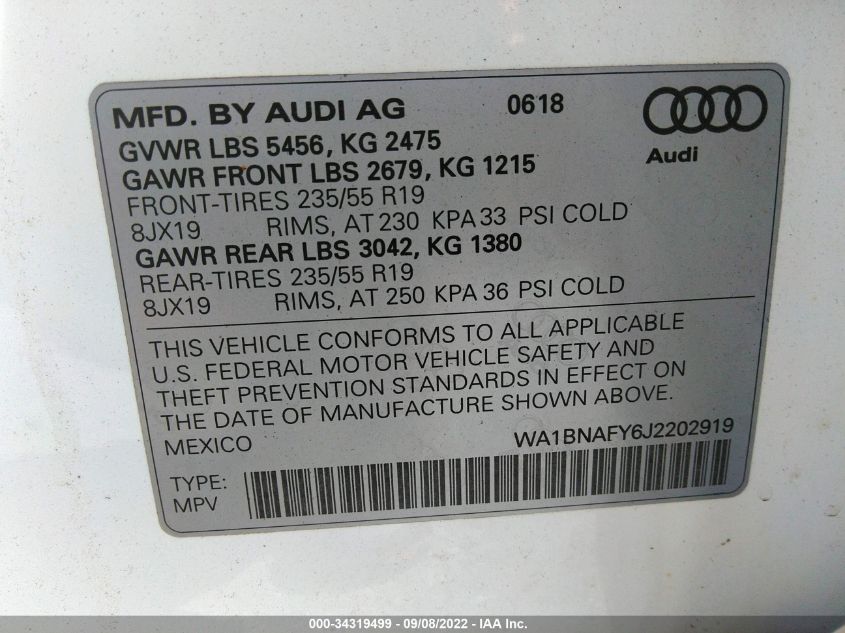 MFD. BY AUDI AG 0618
Audi
GVWR LBS 5456, KG 2475
GAWR FRONT LBS 2679, KG 1215
FRONT-TIRES 235/55 R19
8JX19 RIMS, AT 230 KPA 33 PSI COLD
GAWR REAR LBS 3042, KG 1380
REAR-TIRES 235/55 R19
8JX19 RIMS, AT 250 KPA 36 PSI COLD
THIS VEHICLE CONFORMS TO ALL APPLICABLE
U.S. FEDERAL MOTOR VEHICLE SAFETY AND
THEFT PREVENTION STANDARDS IN EFFECT ON
THE DATE OF MANUFACTURE SHOWN ABOVE.
MEXICO WA1BNAFY6J2202919
TYPE:
MPV
000-34319499 - 09/08/2022 - IAA Inc.